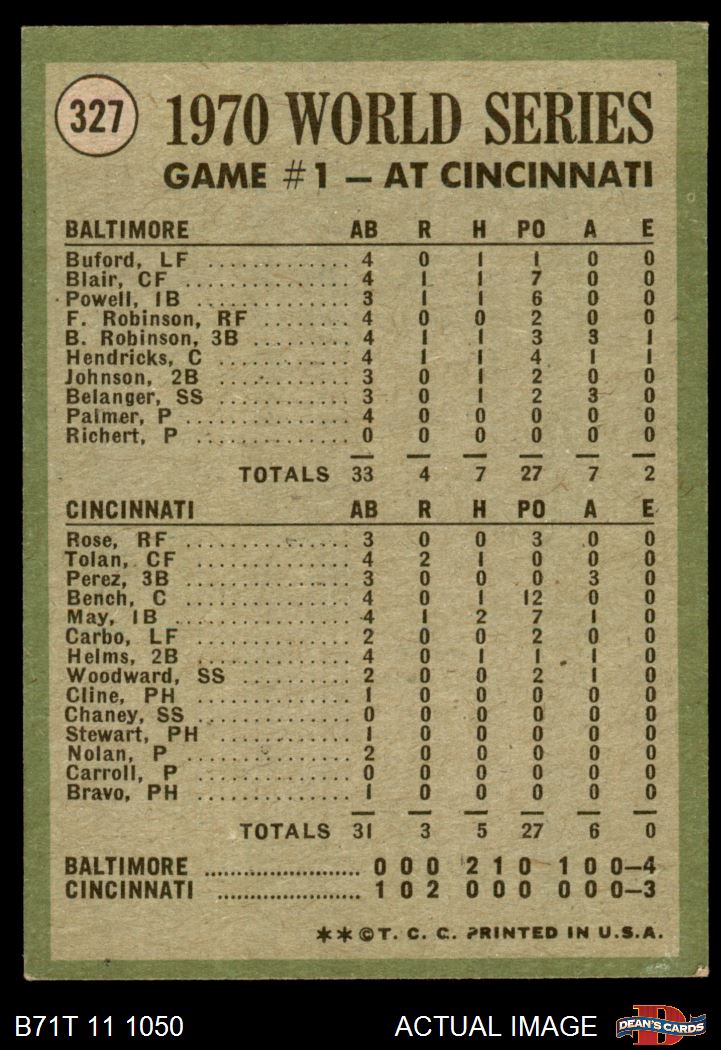 327
1970 WORLD SERIES
GAME #1 — AT CINCINNATI
BALTIMORE AB R H PO A E
Buford, LF ............. 4 0 1 1 0 0
Blair, CF ............. 4 1 1 7 0 0
Powell, 1B ............. 3 1 1 6 0 0
F. Robinson, RF ........ 4 0 0 2 0 0
B. Robinson, 3B ........ 4 1 1 3 3 1
Hendricks, C ........... 4 1 1 4 1 1
Johnson, 2B ............ 3 0 1 2 0 0
Belanger, SS ........... 3 0 1 2 3 0
Palmer, P .............. 4 0 0 0 0 0
Richert, P ............. 0 0 0 0 0 0
TOTALS 33 4 7 27 7 2
CINCINNATI AB R H PO A E
Rose, RF ............... 3 0 0 3 0 0
Tolan, CF .............. 4 2 1 0 0 0
Perez, 3B .............. 3 0 0 0 3 0
Bench, C ............... 4 0 1 12 0 0
May, 1B ................ 4 1 2 7 1 0
Carbo, LF .............. 2 0 0 2 0 0
Helms, 2B .............. 4 0 1 1 1 0
Woodward, SS ........... 2 0 0 2 1 0
Cline, PH .............. 1 0 0 0 0 0
Chaney, SS ............. 0 0 0 0 0 0
Stewart, PH ............ 1 0 0 0 0 0
Nolan, P ............... 2 0 0 0 0 0
Carroll, P ............. 0 0 0 0 0 0
Bravo, PH .............. 1 0 0 0 0 0
TOTALS 31 3 5 27 6 0
BALTIMORE ...................... 0 0 0 2 1 0 1 0 0—4
CINCINNATI ..................... 1 0 2 0 0 0 0 0 0—3
**©T. C. C. PRINTED IN U.S.A.
B71T 11 1050 ACTUAL IMAGE DEAN'S CARDS